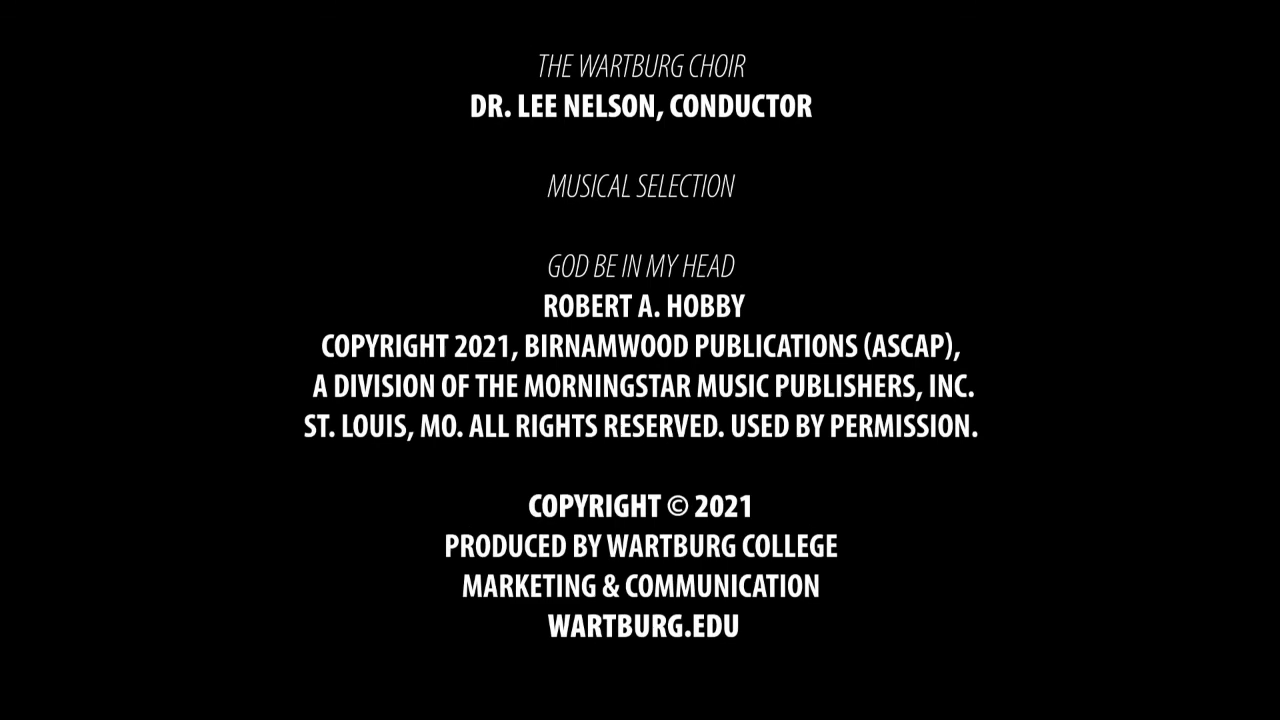 THE WARTBURG CHOIR
DR. LEE NELSON, CONDUCTOR
MUSICAL SELECTION
GOD BE IN MY HEAD
ROBERT A. HOBBY
COPYRIGHT 2021, BIRNAMWOOD PUBLICATIONS (ASCAP),
A DIVISION OF THE MORNINGSTAR MUSIC PUBLISHERS, INC.
ST. LOUIS, MO. ALL RIGHTS RESERVED. USED BY PERMISSION.
COPYRIGHT © 2021
PRODUCED BY WARTBURG COLLEGE
MARKETING & COMMUNICATION
WARTBURG.EDU